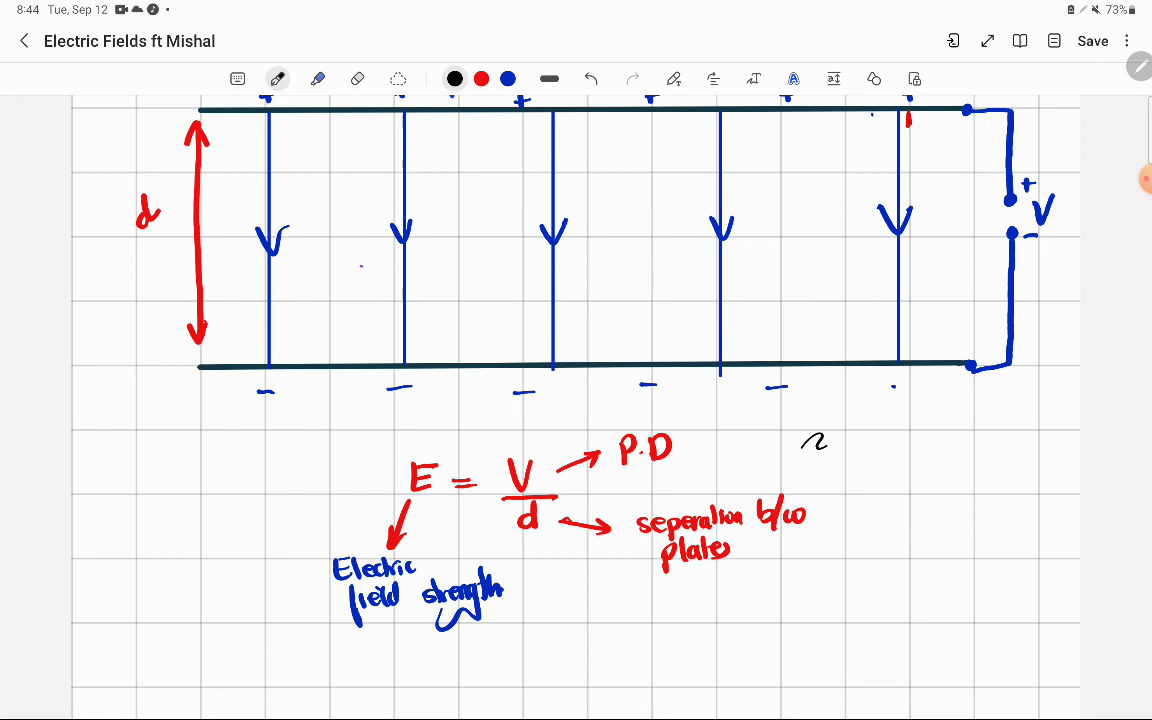 8:44 Tue, Sep 12
73%
Electric Fields ft Mishal
Save
+ + + + +
d
+
V
-
- - - - -
E = V/d
P.D
seperation b/w
plates
Electric
field strength